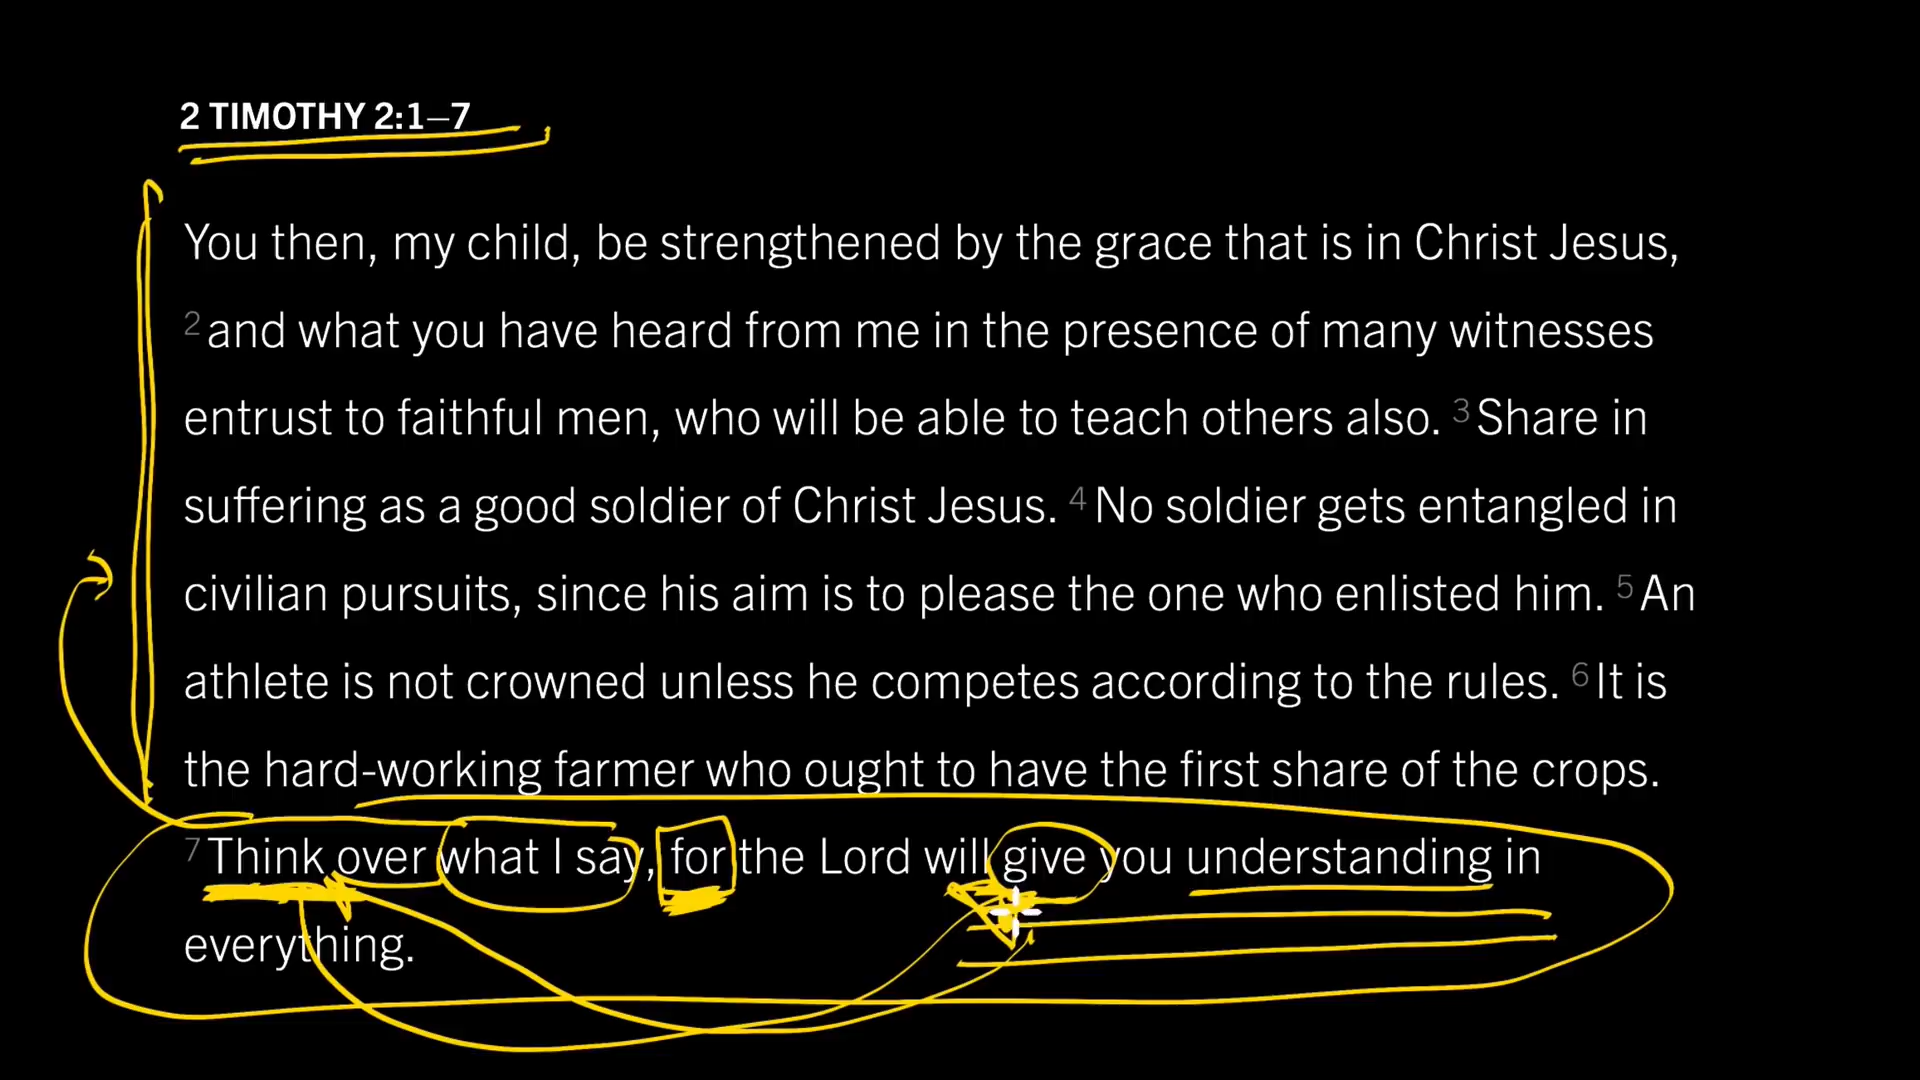 2 TIMOTHY 2:1–7
You then, my child, be strengthened by the grace that is in Christ Jesus,
2 and what you have heard from me in the presence of many witnesses
entrust to faithful men, who will be able to teach others also. 3 Share in
suffering as a good soldier of Christ Jesus. 4 No soldier gets entangled in
civilian pursuits, since his aim is to please the one who enlisted him. 5 An
athlete is not crowned unless he competes according to the rules. 6 It is
the hard-working farmer who ought to have the first share of the crops.
7 Think over what I say, for the Lord will give you understanding in
everything.